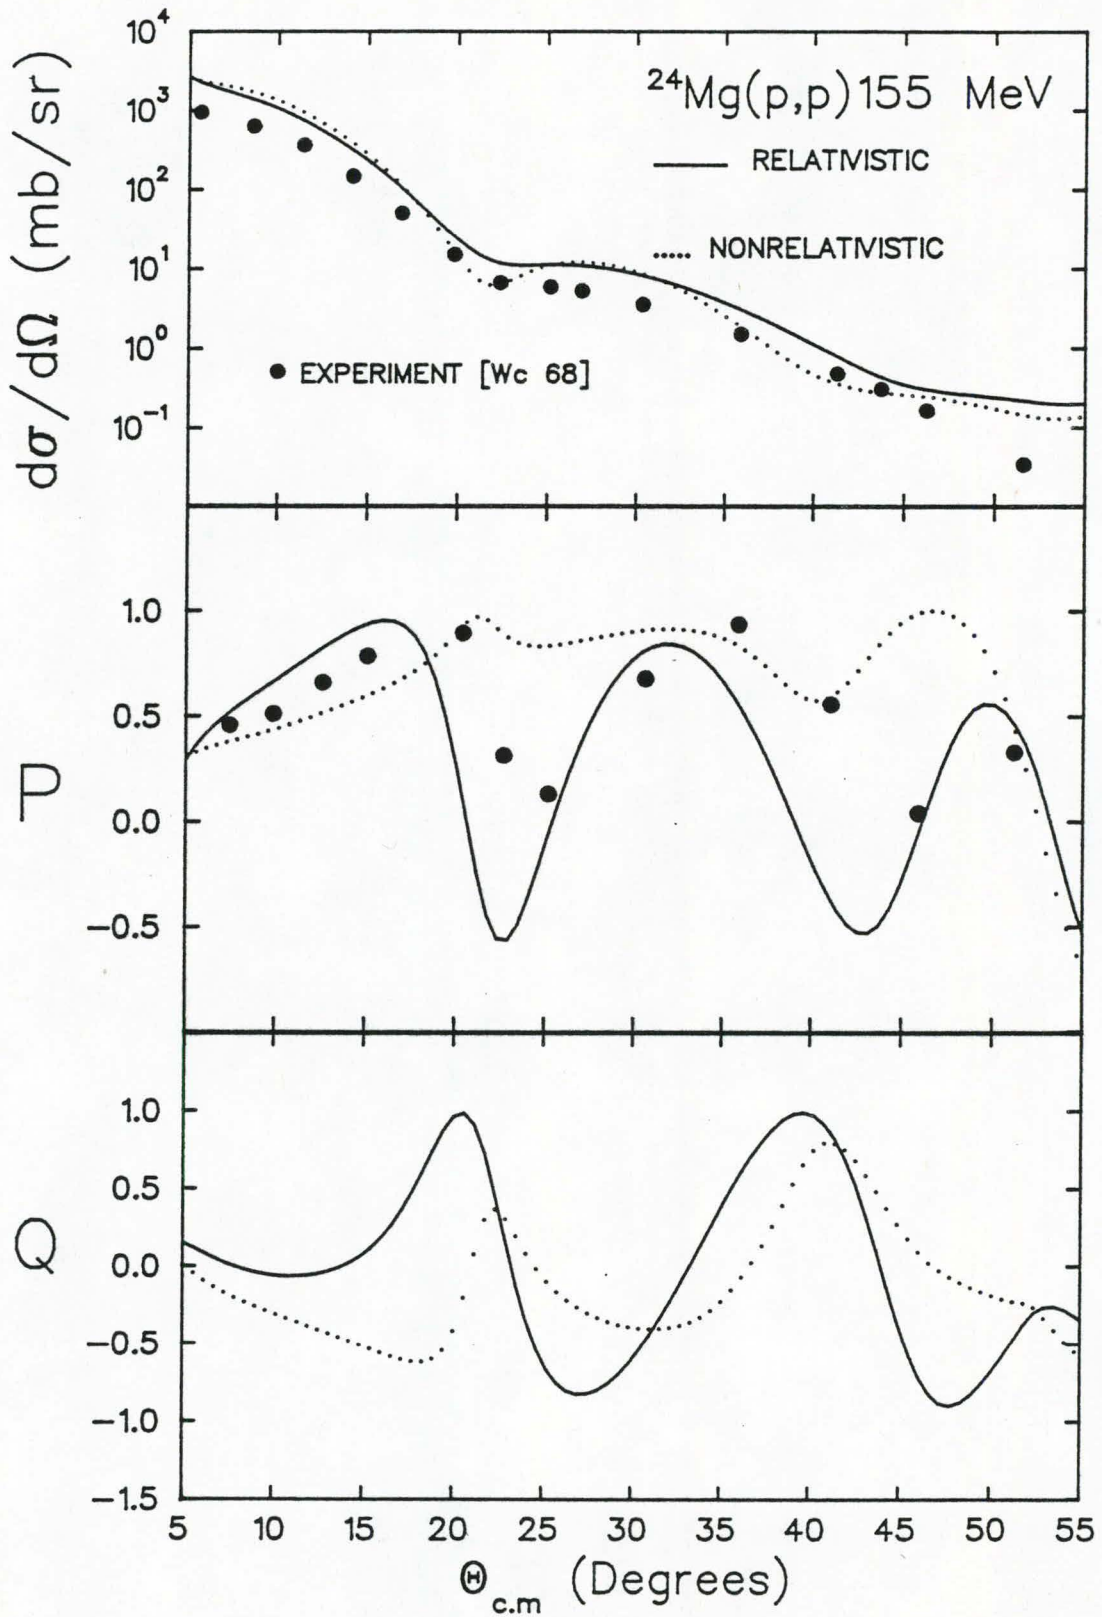 10⁴
10³
10²
10¹
10⁰
10⁻¹
dσ/dΩ (mb/sr)
²⁴Mg(p,p)155 MeV
RELATIVISTIC
NONRELATIVISTIC
EXPERIMENT [Wc 68]
1.0
0.5
0.0
−0.5
P
1.0
0.5
0.0
−0.5
−1.0
−1.5
Q
5 10 15 20 25 30 35 40 45 50 55
Θc.m (Degrees)